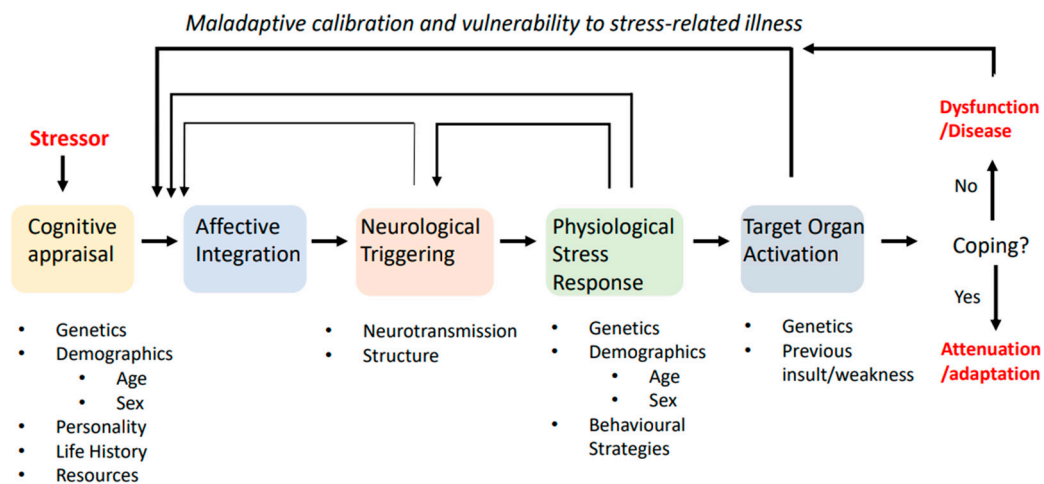 Maladaptive calibration and vulnerability to stress-related illness
Stressor
Cognitive
appraisal
Affective
Integration
Neurological
Triggering
Physiological
Stress
Response
Target Organ
Activation
Dysfunction
/Disease
No
Coping?
Yes
Attenuation
/adaptation
• Genetics
• Demographics
• Age
• Sex
• Personality
• Life History
• Resources
• Neurotransmission
• Structure
• Genetics
• Demographics
• Age
• Sex
• Behavioural
Strategies
• Genetics
• Previous
insult/weakness